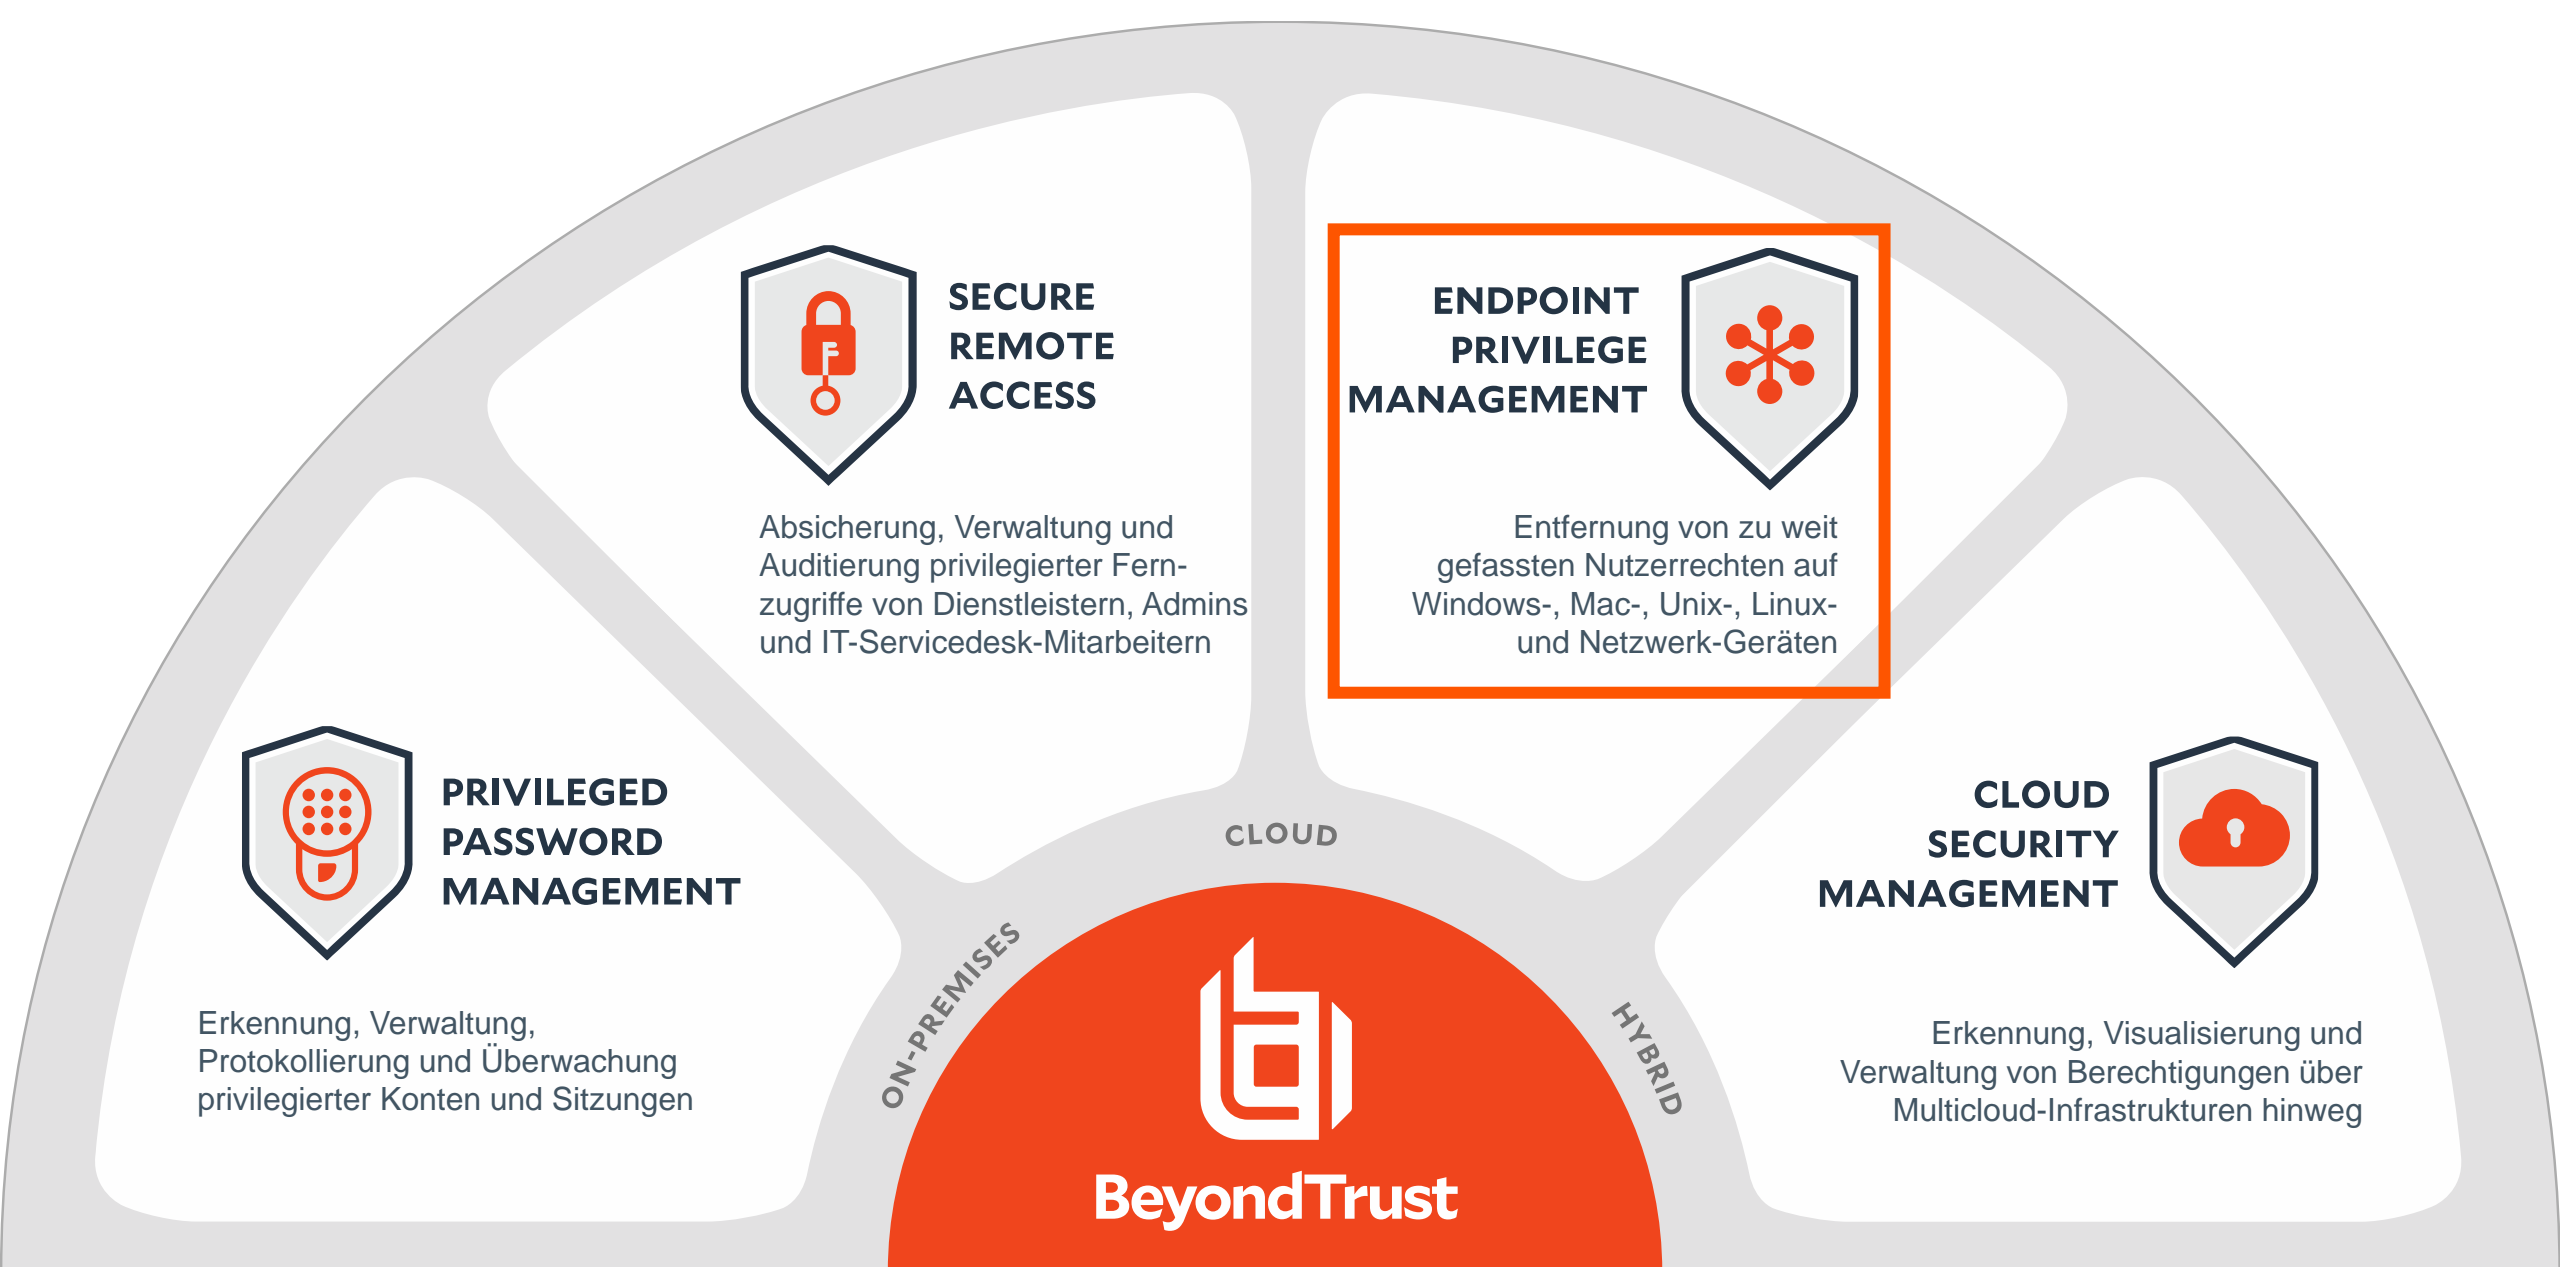 SECURE
REMOTE
ACCESS
Absicherung, Verwaltung und
Auditierung privilegierter Fern-
zugriffe von Dienstleistern, Admins
und IT-Servicedesk-Mitarbeitern
ENDPOINT
PRIVILEGE
MANAGEMENT
Entfernung von zu weit
gefassten Nutzerrechten auf
Windows-, Mac-, Unix-, Linux-
und Netzwerk-Geräten
PRIVILEGED
PASSWORD
MANAGEMENT
Erkennung, Verwaltung,
Protokollierung und Überwachung
privilegierter Konten und Sitzungen
CLOUD
SECURITY
MANAGEMENT
Erkennung, Visualisierung und
Verwaltung von Berechtigungen über
Multicloud-Infrastrukturen hinweg
ON-PREMISES
CLOUD
HYBRID
BeyondTrust